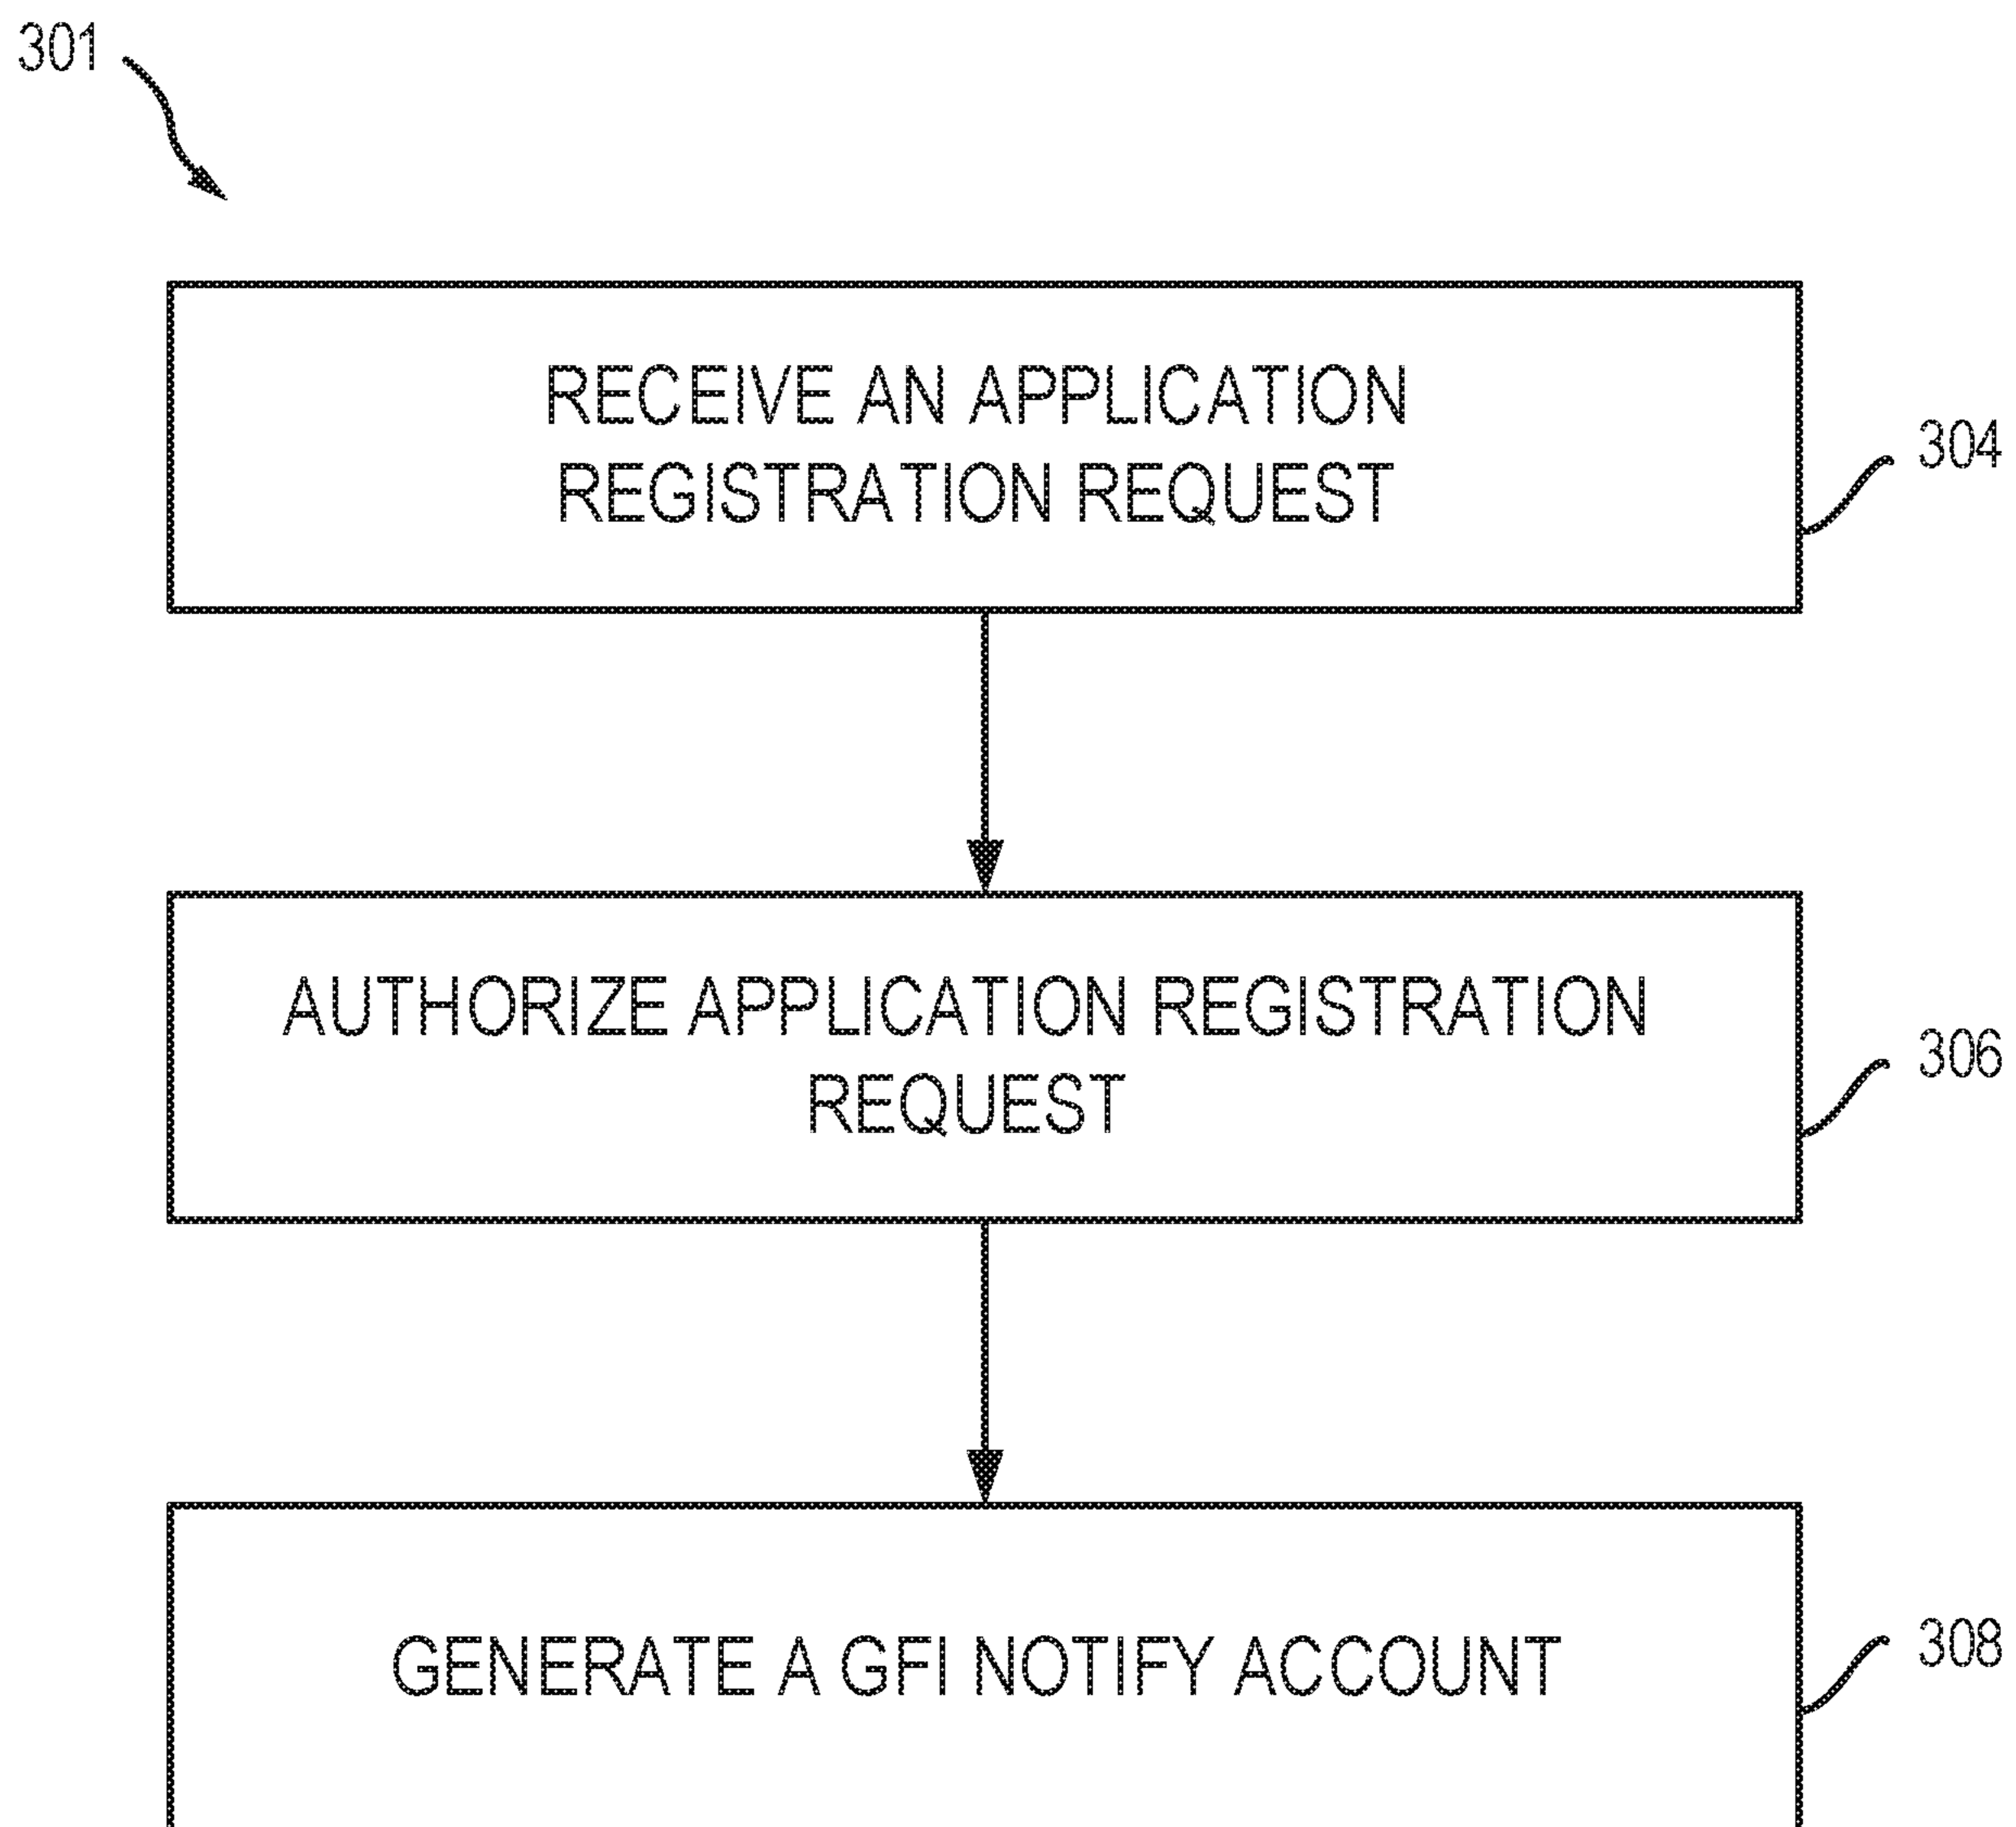 301
RECEIVE AN APPLICATION
REGISTRATION REQUEST
304
AUTHORIZE APPLICATION REGISTRATION
REQUEST
306
GENERATE A GFI NOTIFY ACCOUNT
308